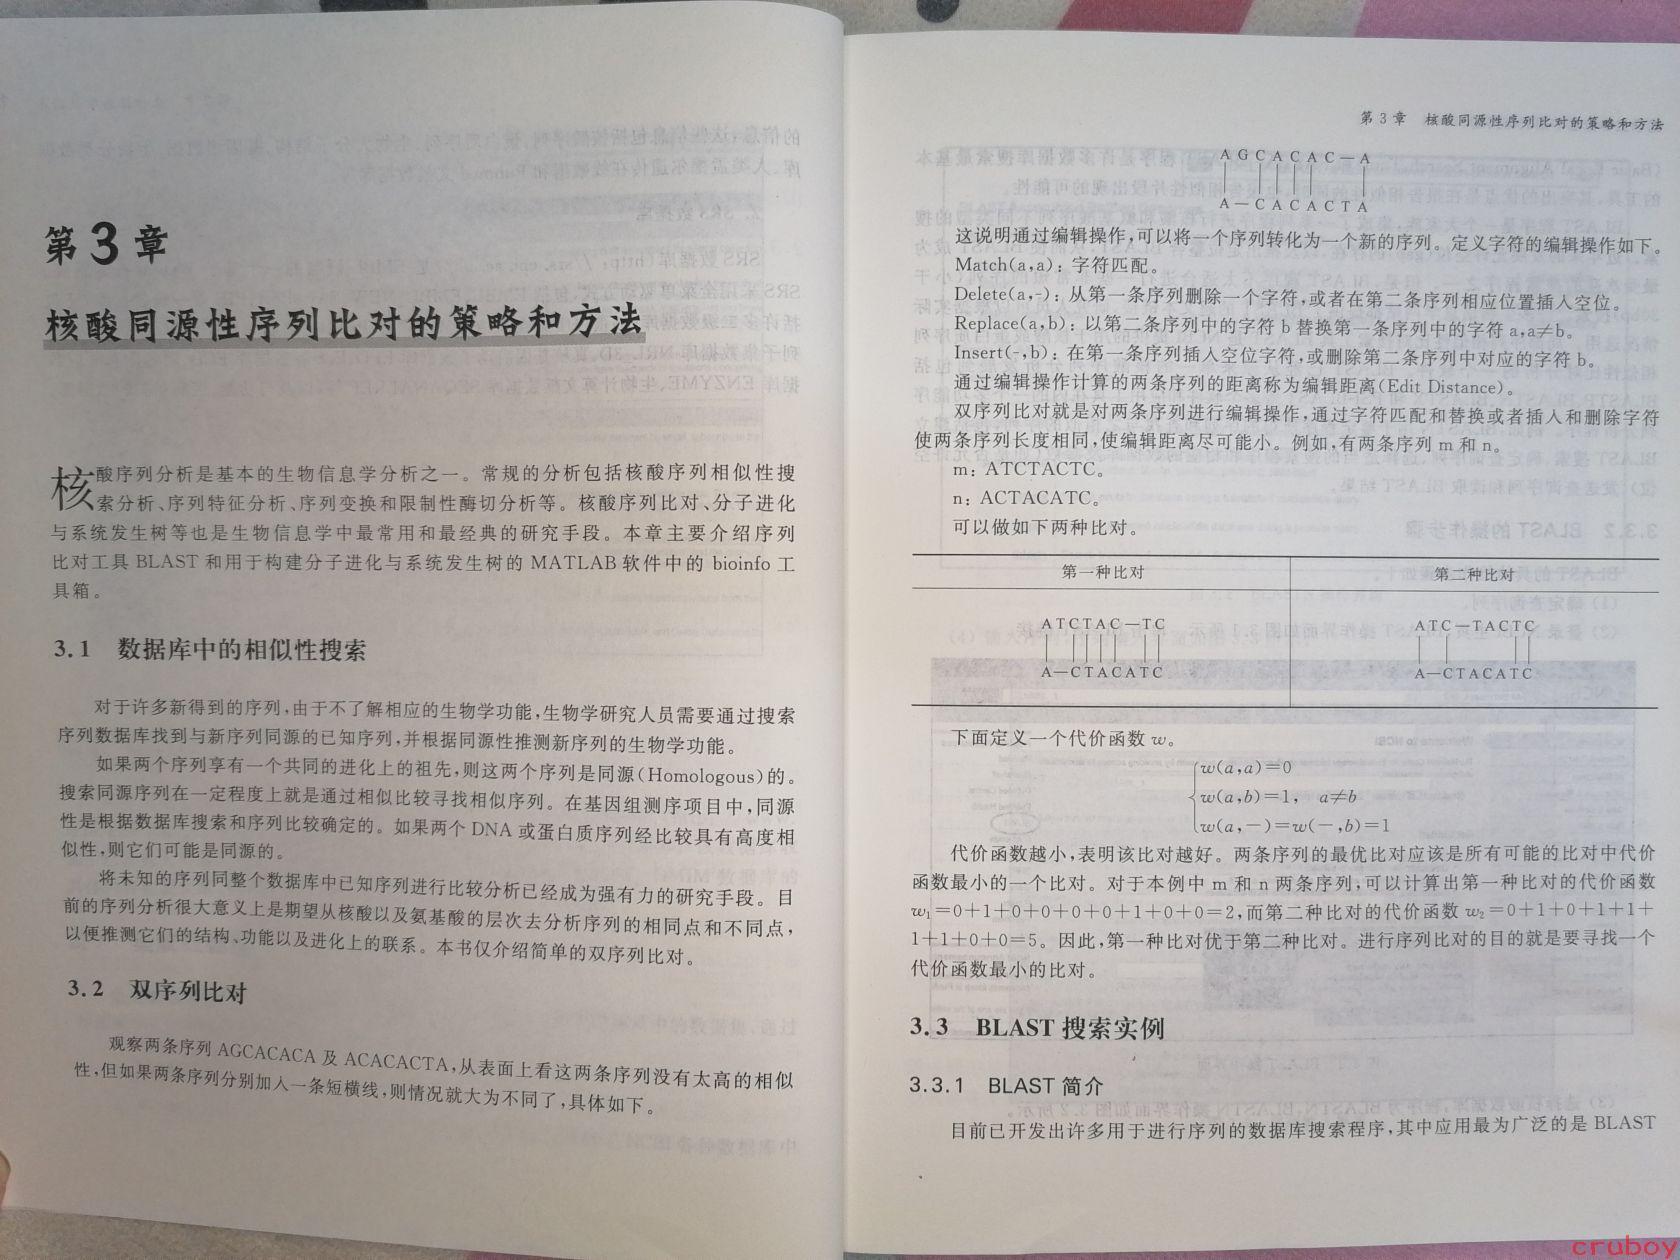 第3章
核酸同源性序列比对的策略和方法
核酸序列分析是基本的生物信息学分析之一。常规的分析包括核酸序列相似性搜
索分析、序列特征分析、序列变换和限制性酶切分析等。核酸序列比对、分子进化
与系统发生树等也是生物信息学中最常用和最经典的研究手段。本章主要介绍序列
比对工具 BLAST 和用于构建分子进化与系统发生树的 MATLAB 软件中的 bioinfo 工
具箱。
3.1 数据库中的相似性搜索
对于许多新得到的序列,由于不了解相应的生物学功能,生物学研究人员需要通过搜索
序列数据库找到与新序列同源的已知序列,并根据同源性推测新序列的生物学功能。
如果两个序列享有一个共同的进化上的祖先,则这两个序列是同源(Homologous)的。
搜索同源序列在一定程度上就是通过相似比较寻找相似序列。在基因组测序项目中,同源
性是根据数据库搜索和序列比较确定的。如果两个 DNA 或蛋白质序列经比较具有高度相
似性,则它们可能是同源的。
将未知的序列同整个数据库中已知序列进行比较分析已经成为强有力的研究手段。目
前的序列分析很大意义上是期望从核酸以及氨基酸的层次去分析序列的相同点和不同点,
以便推测它们的结构、功能以及进化上的联系。本书仅介绍简单的双序列比对。
3.2 双序列比对
观察两条序列 AGCACACA 及 ACACACTA,从表面上看这两条序列没有太高的相似
性,但如果两条序列分别加入一条短横线,则情况就大为不同了,具体如下。
第3章 核酸同源性序列比对的策略和方法
AGCACAC—A
A—CACACTA
这说明通过编辑操作,可以将一个序列转化为一个新的序列。定义字符的编辑操作如下。
Match(a,a):字符匹配。
Delete(a,-):从第一条序列删除一个字符,或者在第二条序列相应位置插入空位。
Replace(a,b):以第二条序列中的字符 b 替换第一条序列中的字符 a,a≠b。
Insert(-,b):在第一条序列插入空位字符,或删除第二条序列中对应的字符 b。
通过编辑操作计算的两条序列的距离称为编辑距离(Edit Distance)。
双序列比对就是对两条序列进行编辑操作,通过字符匹配和替换或者插入和删除字符
使两条序列长度相同,使编辑距离尽可能小。例如,有两条序列 m 和 n。
m:ATCTACTC。
n:ACTACATC。
可以做如下两种比对。
第一种比对 第二种比对
ATCTAC—TC ATC—TACTC
A—CTACATC A—CTACATC
下面定义一个代价函数 w。
w(a,a)=0
w(a,b)=1, a≠b
w(a,—)=w(—,b)=1
代价函数越小,表明该比对越好。两条序列的最优比对应该是所有可能的比对中代价
函数最小的一个比对。对于本例中 m 和 n 两条序列,可以计算出第一种比对的代价函数
w₁=0+1+0+0+0+0+1+0+0=2,而第二种比对的代价函数 w₂=0+1+0+1+1+
1+1+0+0=5。因此,第一种比对优于第二种比对。进行序列比对的目的就是要寻找一个
代价函数最小的比对。
3.3 BLAST 搜索实例
3.3.1 BLAST 简介
目前已开发出许多用于进行序列的数据库搜索程序,其中应用最为广泛的是 BLAST
cruboy